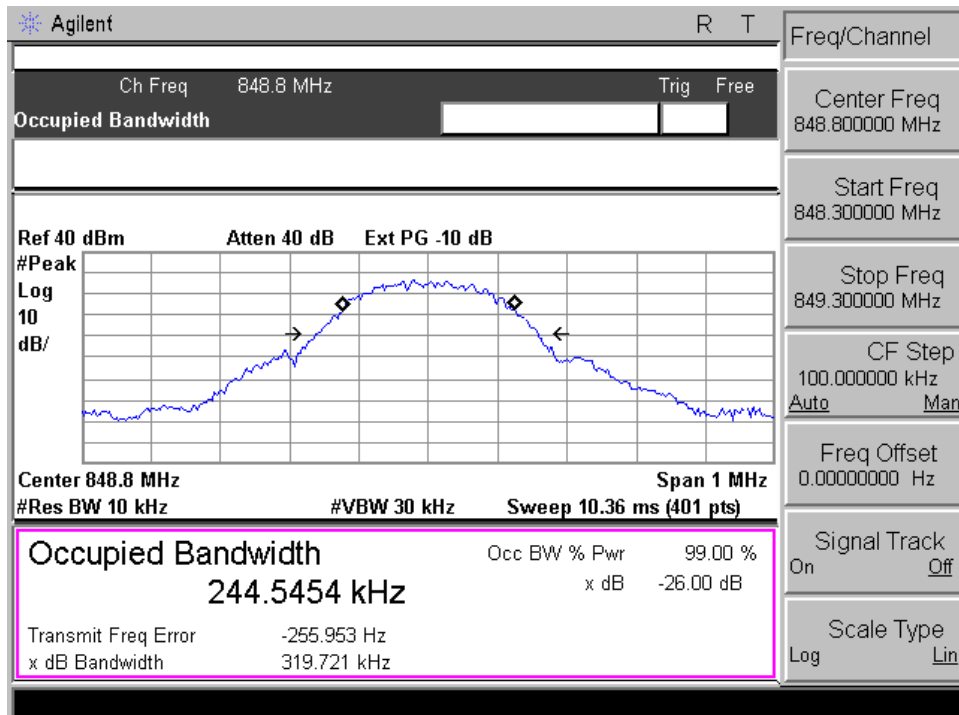 Agilent R T
Freq/Channel
Ch Freq 848.8 MHz Trig Free
Occupied Bandwidth
Center Freq
848.800000 MHz
Start Freq
848.300000 MHz
Ref 40 dBm Atten 40 dB Ext PG -10 dB
#Peak
Log
10
dB/
Stop Freq
849.300000 MHz
CF Step
100.000000 kHz
Auto Man
Center 848.8 MHz Span 1 MHz
#Res BW 10 kHz #VBW 30 kHz Sweep 10.36 ms (401 pts)
Freq Offset
0.00000000 Hz
Occupied Bandwidth Occ BW % Pwr 99.00 %
244.5454 kHz x dB -26.00 dB
Transmit Freq Error -255.953 Hz
x dB Bandwidth 319.721 kHz
Signal Track
On Off
Scale Type
Log Lin